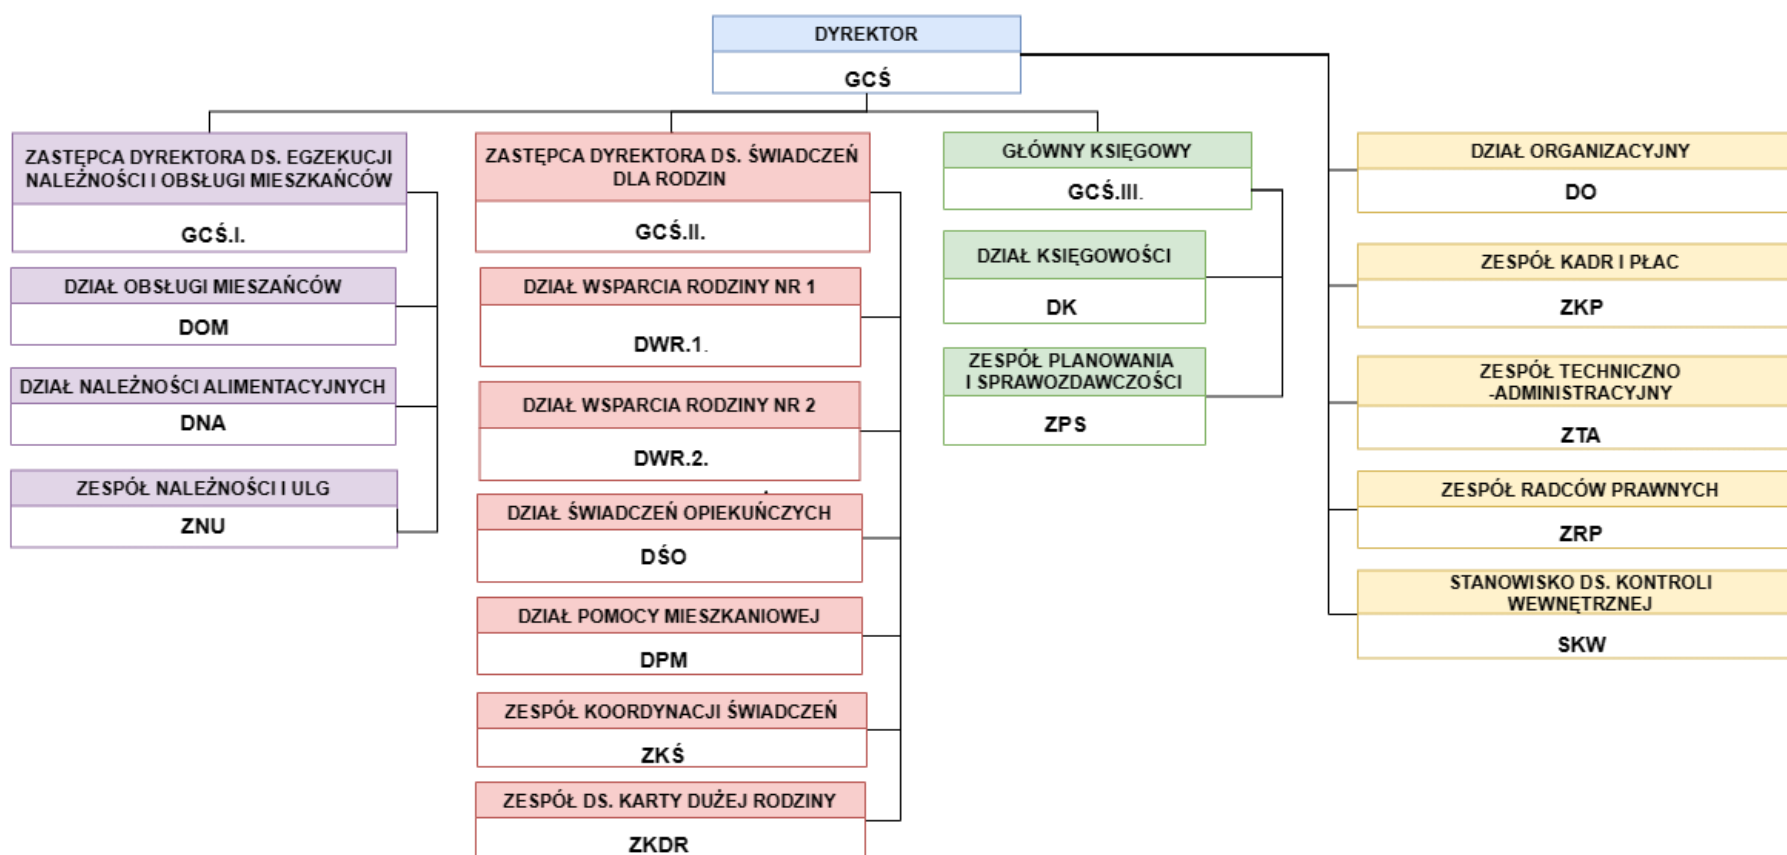 DYREKTOR
GCŚ
ZASTĘPCA DYREKTORA DS. EGZEKUCJI
NALEŻNOŚCI I OBSŁUGI MIESZKAŃCÓW
GCŚ.I.
DZIAŁ OBSŁUGI MIESZAŃCÓW
DOM
DZIAŁ NALEŻNOŚCI ALIMENTACYJNYCH
DNA
ZESPÓŁ NALEŻNOŚCI I ULG
ZNU
ZASTĘPCA DYREKTORA DS. ŚWIADCZEŃ
DLA RODZIN
GCŚ.II.
DZIAŁ WSPARCIA RODZINY NR 1
DWR.1.
DZIAŁ WSPARCIA RODZINY NR 2
DWR.2.
DZIAŁ ŚWIADCZEŃ OPIEKUŃCZYCH
DŚO
DZIAŁ POMOCY MIESZKANIOWEJ
DPM
ZESPÓŁ KOORDYNACJI ŚWIADCZEŃ
ZKŚ
ZESPÓŁ DS. KARTY DUŻEJ RODZINY
ZKDR
GŁÓWNY KSIĘGOWY
GCŚ.III.
DZIAŁ KSIĘGOWOŚCI
DK
ZESPÓŁ PLANOWANIA
I SPRAWOZDAWCZOŚCI
ZPS
DZIAŁ ORGANIZACYJNY
DO
ZESPÓŁ KADR I PŁAC
ZKP
ZESPÓŁ TECHNICZNO
-ADMINISTRACYJNY
ZTA
ZESPÓŁ RADCÓW PRAWNYCH
ZRP
STANOWISKO DS. KONTROLI
WEWNĘTRZNEJ
SKW